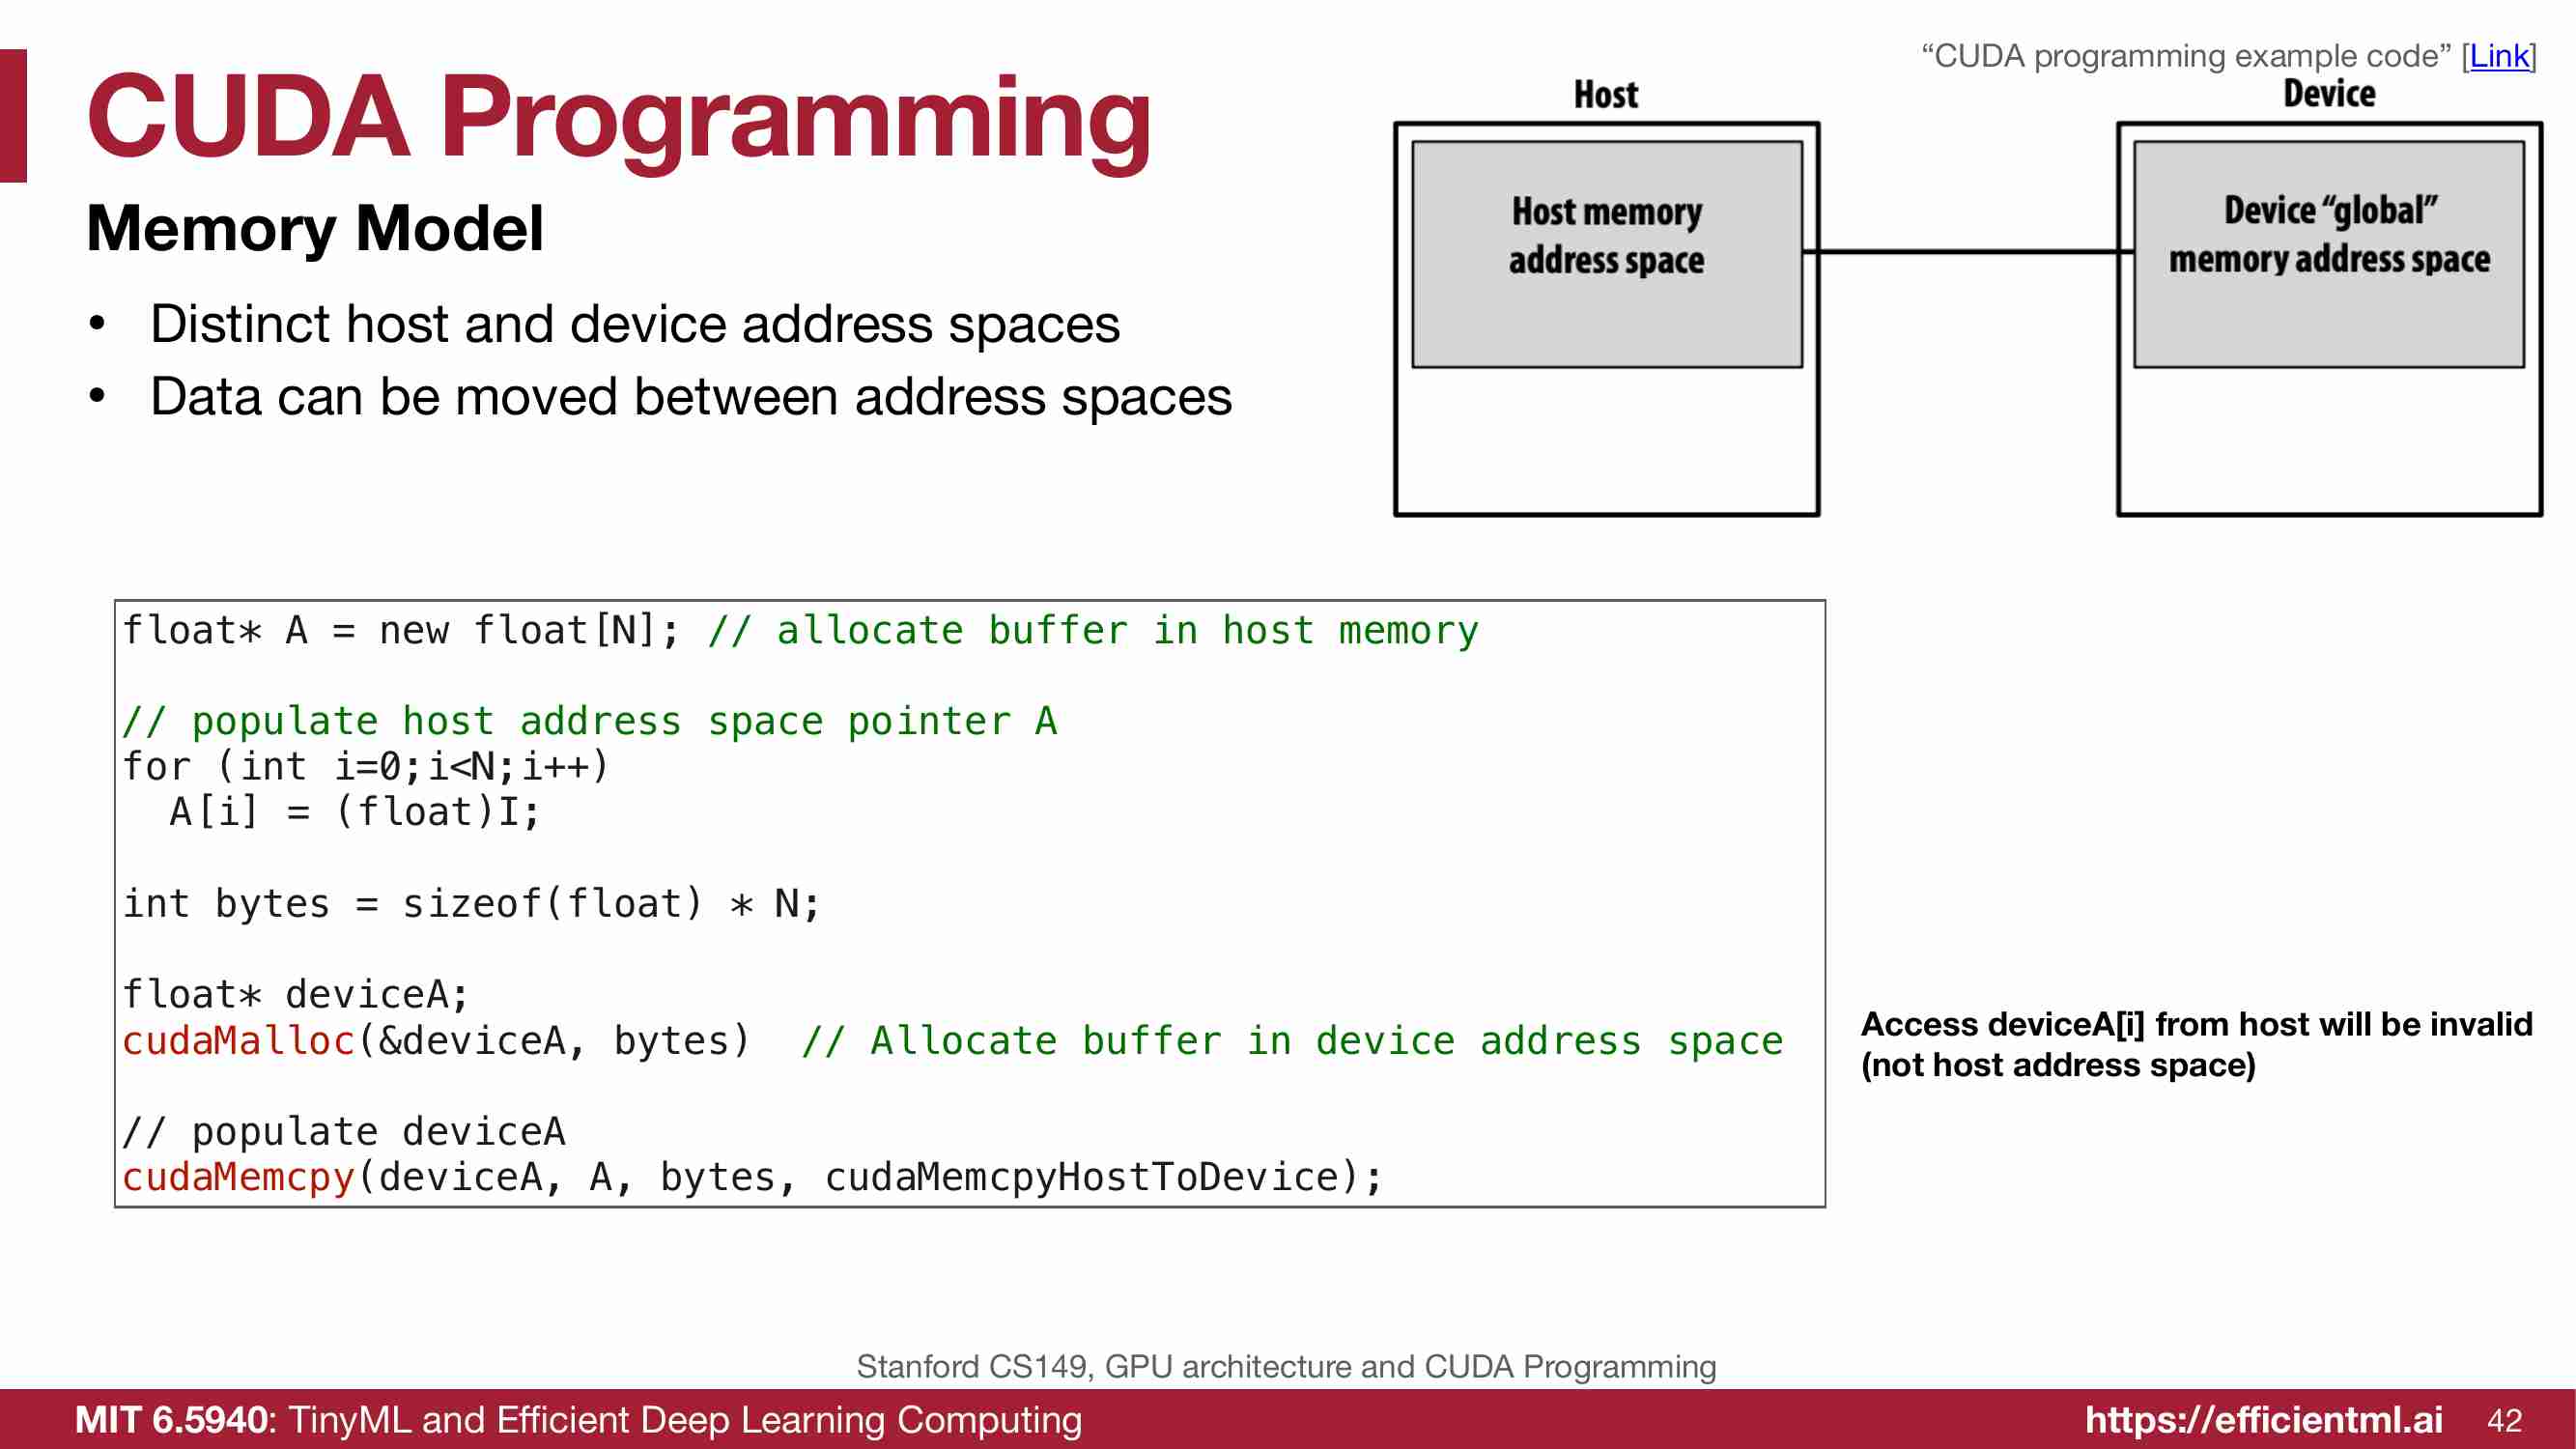 “CUDA programming example code” [Link]
CUDA Programming
Memory Model
• Distinct host and device address spaces
• Data can be moved between address spaces
Host
Host memory
address space
Device
Device “global”
memory address space
float* A = new float[N]; // allocate buffer in host memory
// populate host address space pointer A
for (int i=0;i<N;i++)
  A[i] = (float)I;
int bytes = sizeof(float) * N;
float* deviceA;
cudaMalloc(&deviceA, bytes)  // Allocate buffer in device address space
// populate deviceA
cudaMemcpy(deviceA, A, bytes, cudaMemcpyHostToDevice);
Access deviceA[i] from host will be invalid
(not host address space)
Stanford CS149, GPU architecture and CUDA Programming
MIT 6.5940: TinyML and Efficient Deep Learning Computing
https://efficientml.ai 42